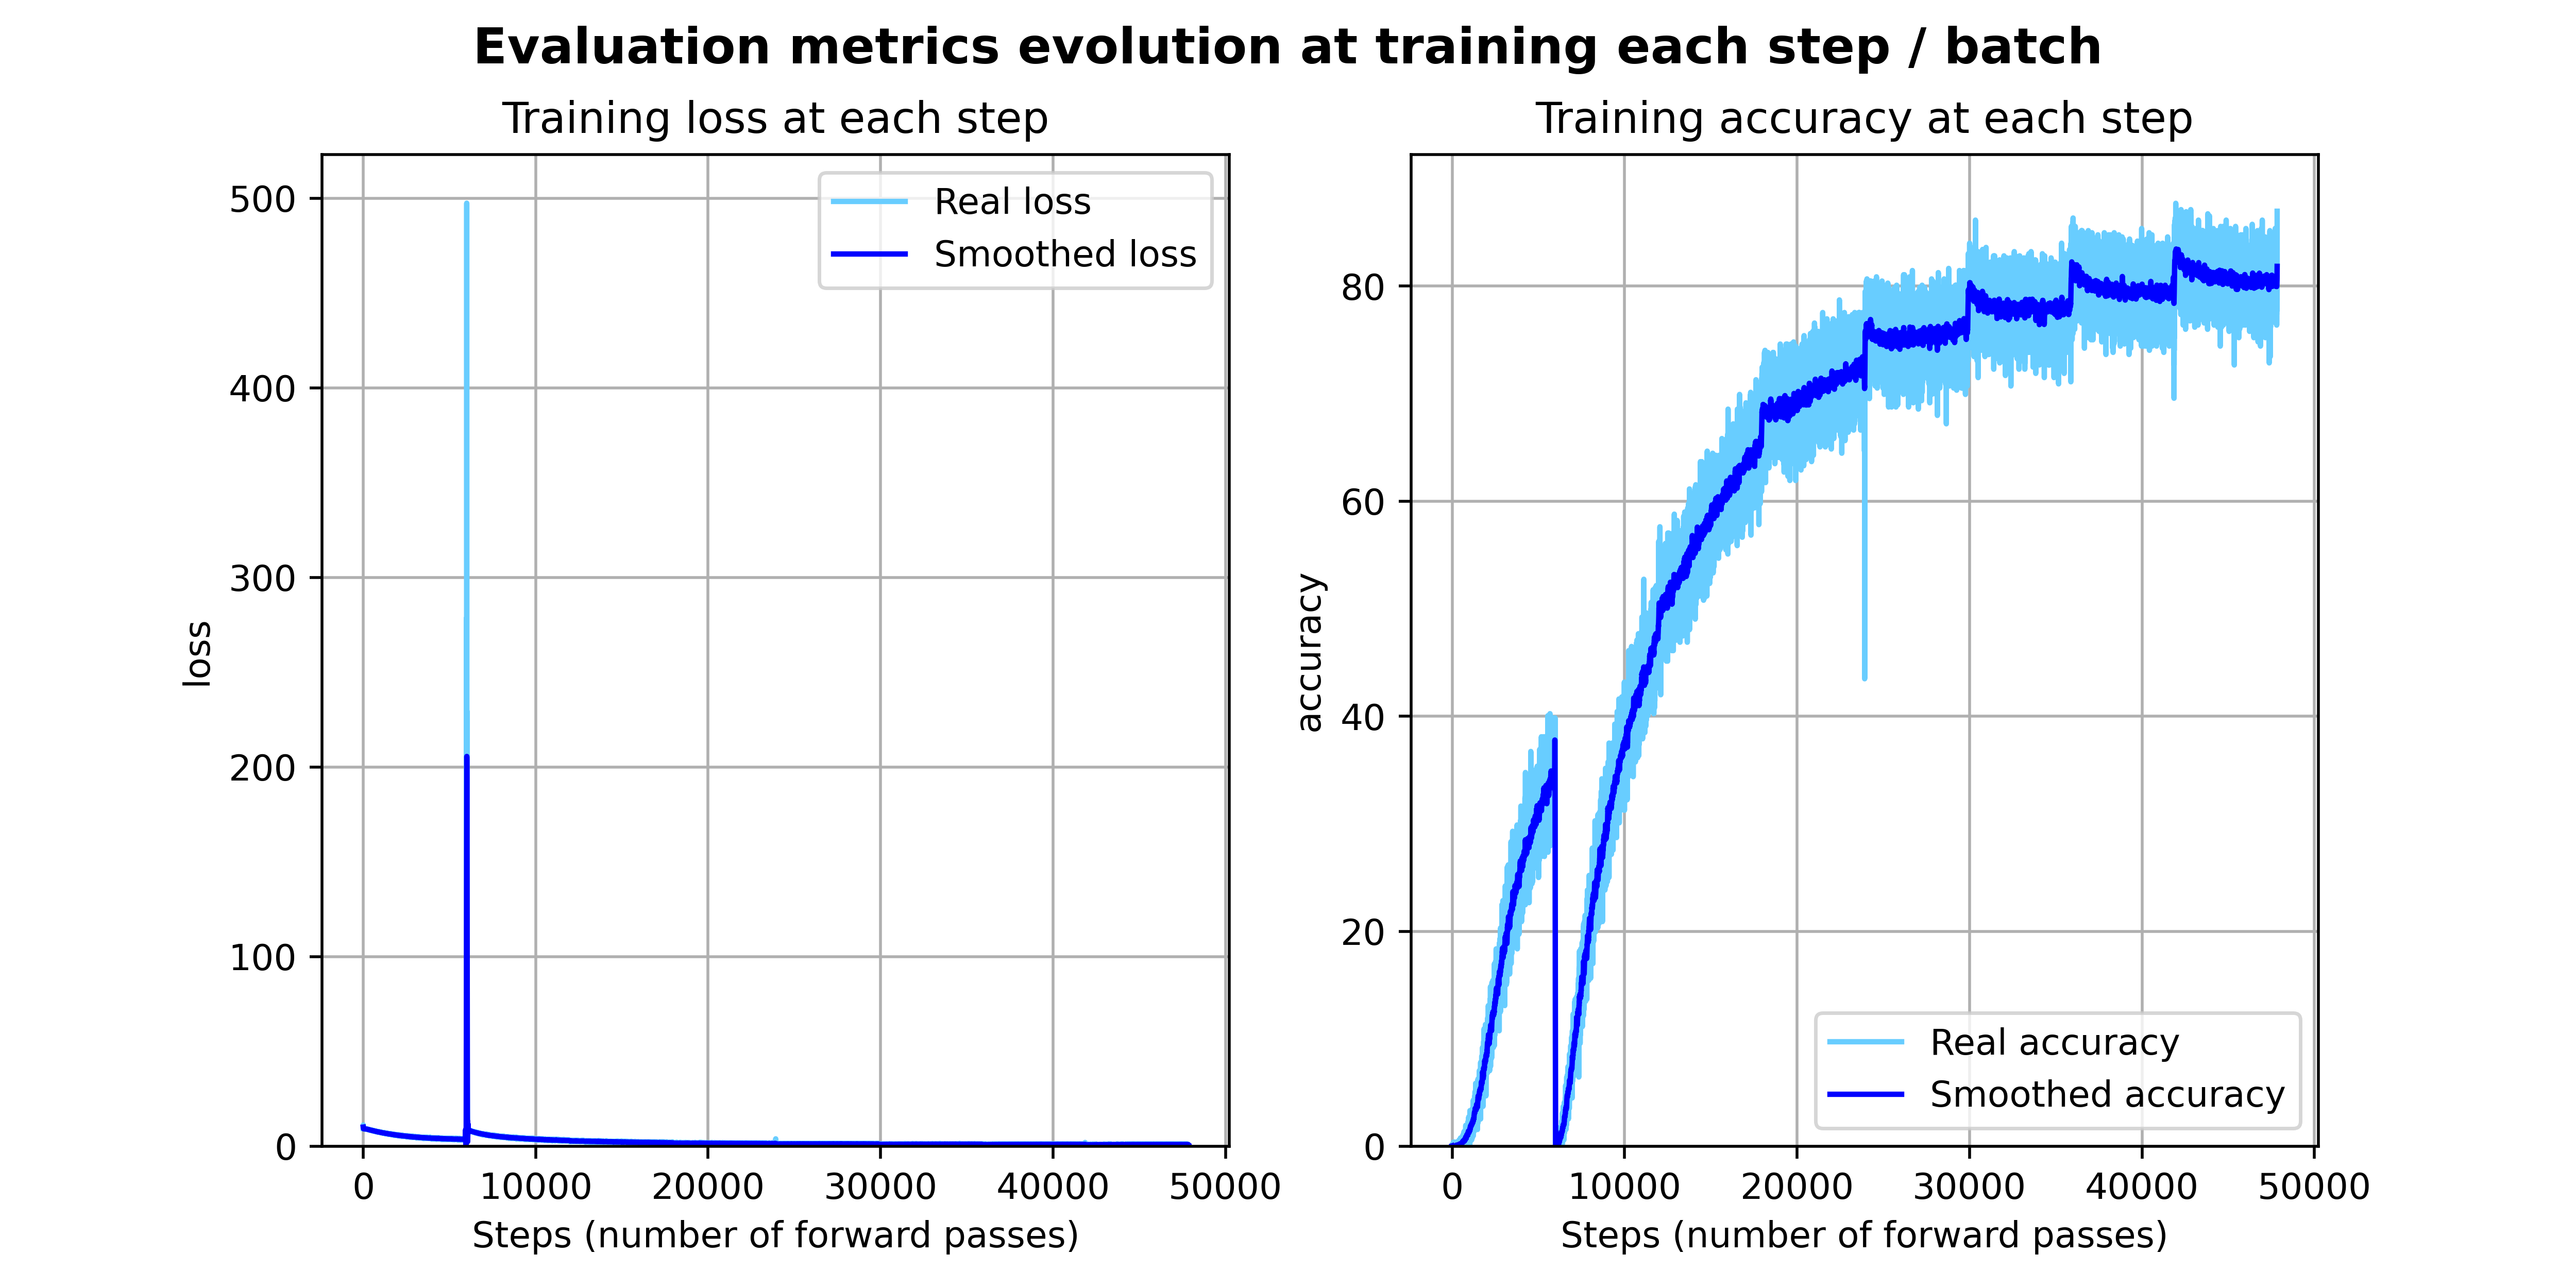 Evaluation metrics evolution at training each step / batch
Training loss at each step
500
400
300
200
100
0
loss
0 10000 20000 30000 40000 50000
Steps (number of forward passes)
Real loss
Smoothed loss
Training accuracy at each step
80
60
40
20
0
accuracy
0 10000 20000 30000 40000 50000
Steps (number of forward passes)
Real accuracy
Smoothed accuracy